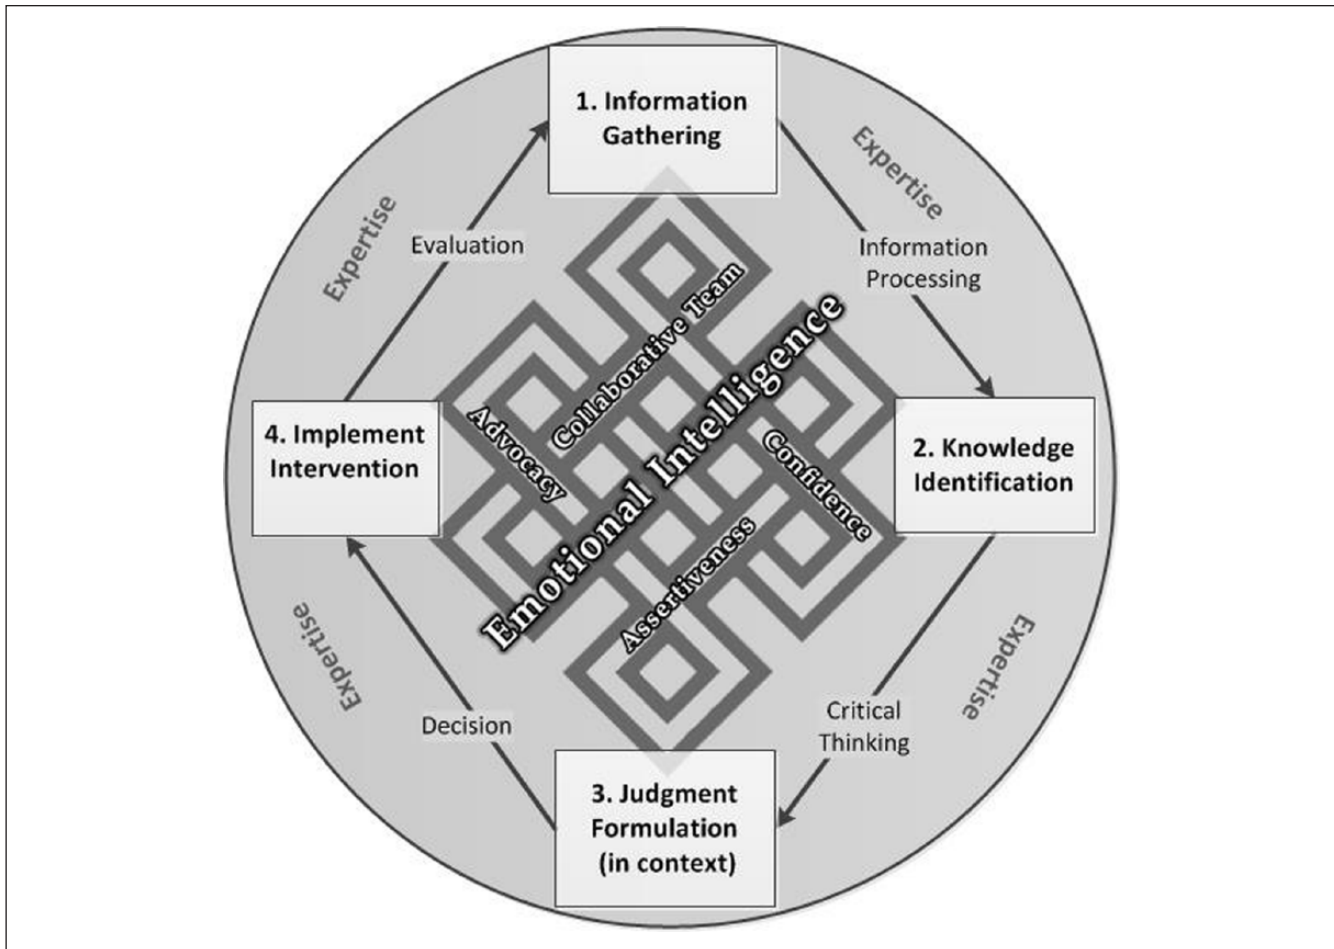 1. Information
Gathering
Expertise
Expertise
Evaluation
Information
Processing
Collaborative Team
Emotional Intelligence
Advocacy
Confidence
4. Implement
Intervention
2. Knowledge
Identification
Assertiveness
Expertise
Expertise
Decision
Critical
Thinking
3. Judgment
Formulation
(in context)